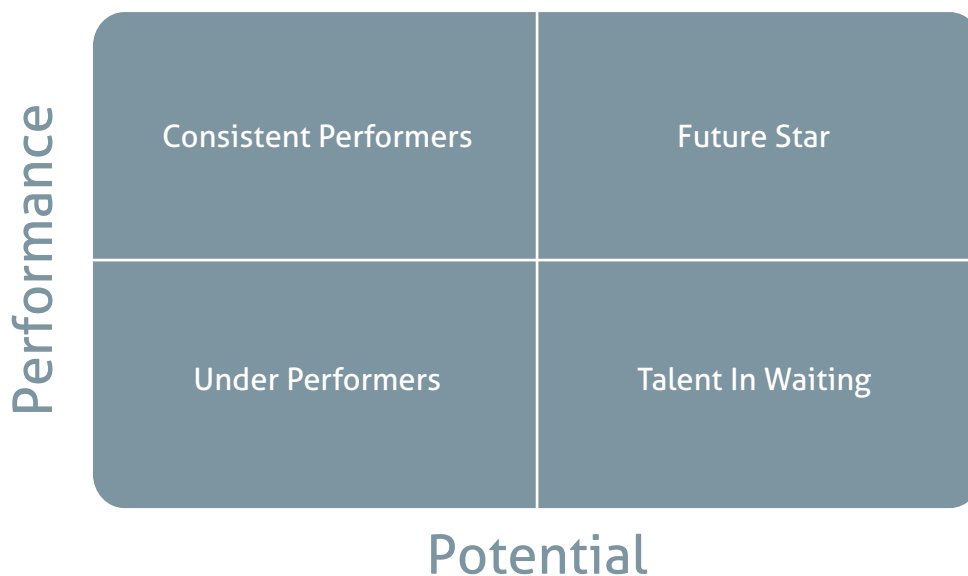 Performance
Consistent Performers
Future Star
Under Performers
Talent In Waiting
Potential